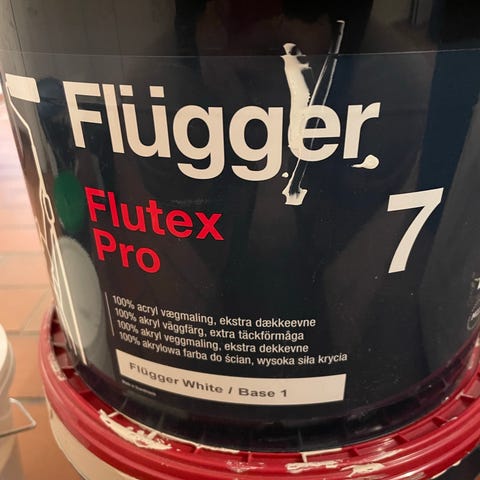 Flügger
Flutex
Pro
7
100% acryl vægmaling, ekstra dækkeevne
100% akryl väggfärg, extra täckförmåga
100% akryl veggmaling, ekstra dekkevne
100% akrylowa farba do ścian, wysoka siła krycia
Flügger White / Base 1